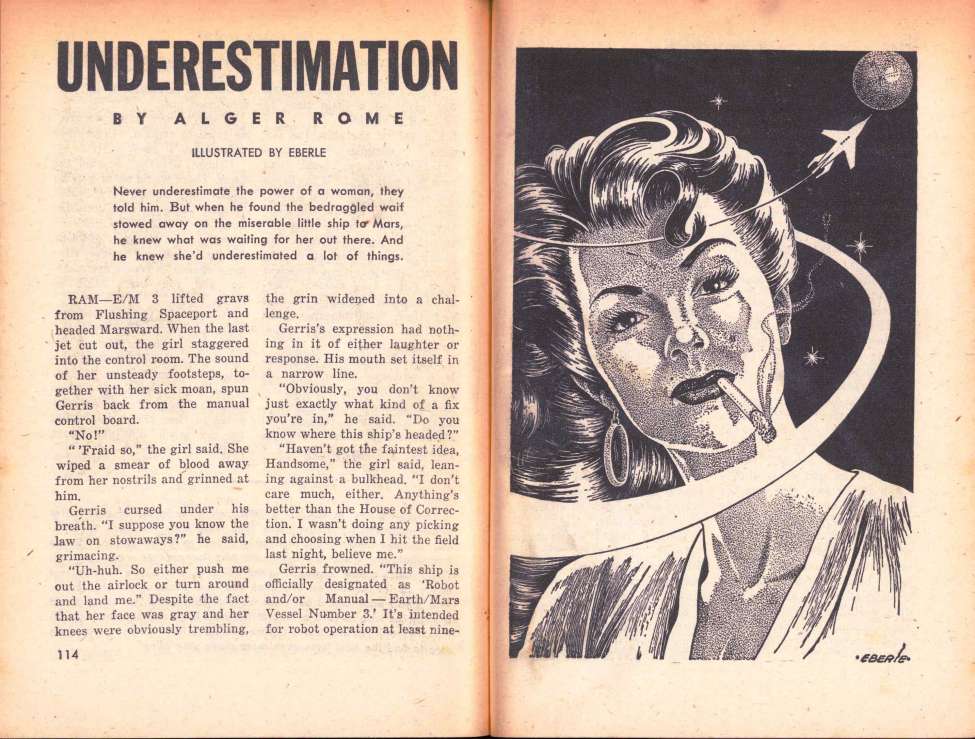 UNDERESTIMATION
BY ALGER ROME
ILLUSTRATED BY EBERLE
Never underestimate the power of a woman, they
told him. But when he found the bedraggled waif
stowed away on the miserable little ship to Mars,
he knew what was waiting for her out there. And
he knew she'd underestimated a lot of things.
RAM—E/M 3 lifted gravs
from Flushing Spaceport and
headed Marsward. When the last
jet cut out, the girl staggered
into the control room. The sound
of her unsteady footsteps, to-
gether with her sick moan, spun
Gerris back from the manual
control board.
"No!"
" 'Fraid so," the girl said. She
wiped a smear of blood away
from her nostrils and grinned at
him.
Gerris cursed under his
breath. "I suppose you know the
law on stowaways?" he said,
grimacing.
"Uh-huh. So either push me
out the airlock or turn around
and land me." Despite the fact
that her face was gray and her
knees were obviously trembling,
114
the grin widened into a chal-
lenge.
Gerris's expression had noth-
ing in it of either laughter or
response. His mouth set itself in
a narrow line.
"Obviously, you don't know
just exactly what kind of a fix
you're in," he said. "Do you
know where this ship's headed?"
"Haven't got the faintest idea,
Handsome," the girl said, lean-
ing against a bulkhead. "I don't
care much, either. Anything's
better than the House of Correc-
tion. I wasn't doing any picking
and choosing when I hit the field
last night, believe me."
Gerris frowned. "This ship is
officially designated as 'Robot
and/or Manual — Earth/Mars
Vessel Number 3.' It's intended
for robot operation at least nine-
EBERLE